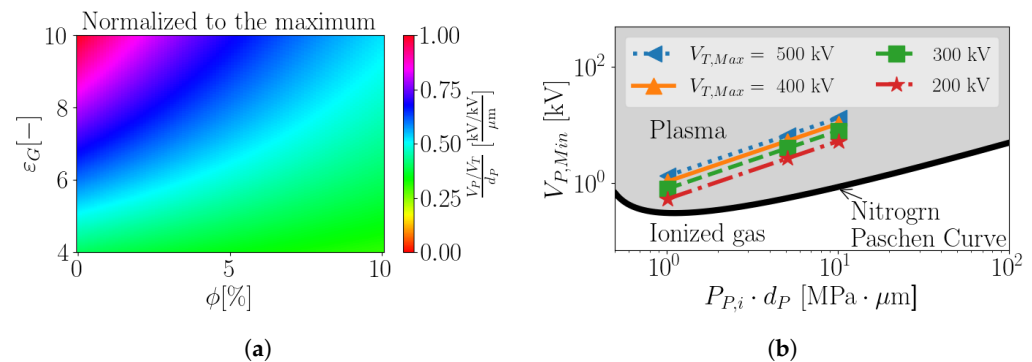 Normalized to the maximum
10
8
6
4
ε_G[−]
0
5
10
ϕ[%]
1.00
0.75
0.50
0.25
0.00
V_P/V_T / d_P [kV/kV / μm]
(a)
10^2
10^0
V_{P,Min} [kV]
V_{T,Max} = 500 kV
V_{T,Max} = 400 kV
300 kV
200 kV
Plasma
Ionized gas
Nitrogrn
Paschen Curve
10^0
10^1
10^2
P_{P,i} · d_P [MPa · μm]
(b)